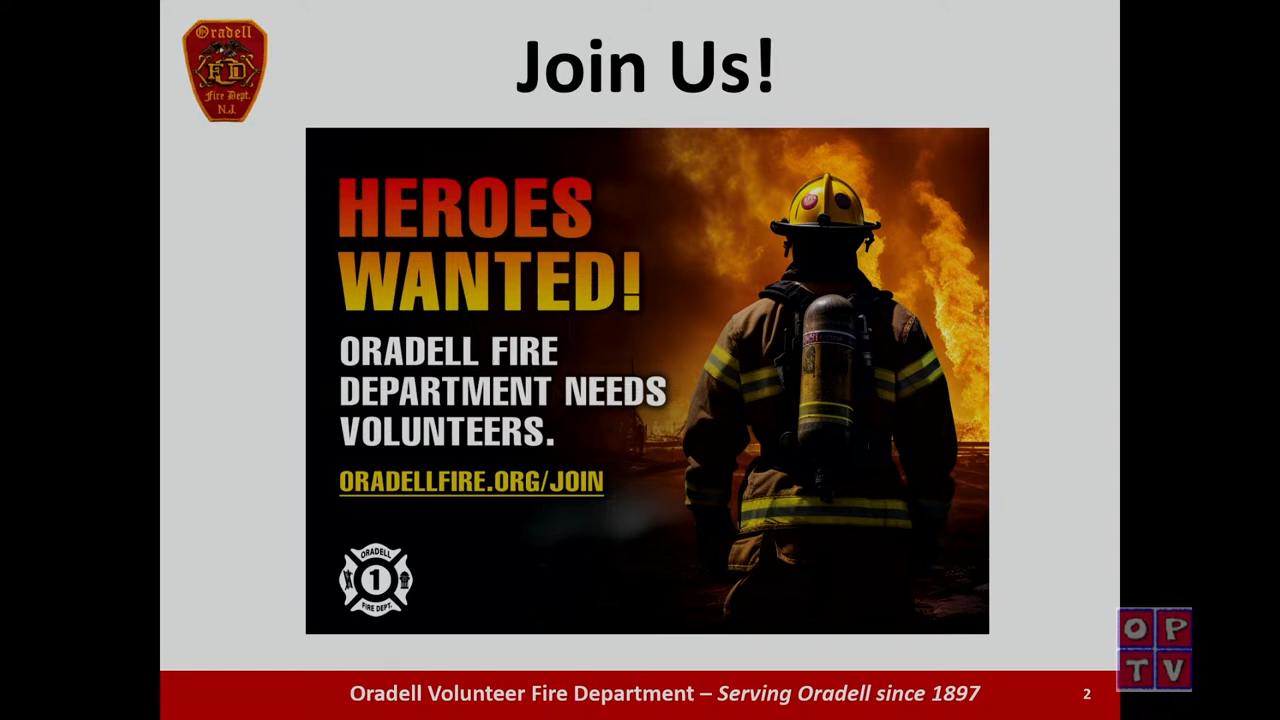 Oradell
FD
Fire Dept.
N.J.
Join Us!
HEROES
WANTED!
ORADELL FIRE
DEPARTMENT NEEDS
VOLUNTEERS.
ORADELLFIRE.ORG/JOIN
ORADELL
1
FIRE DEPT.
Oradell Volunteer Fire Department – Serving Oradell since 1897
2
O P
T V